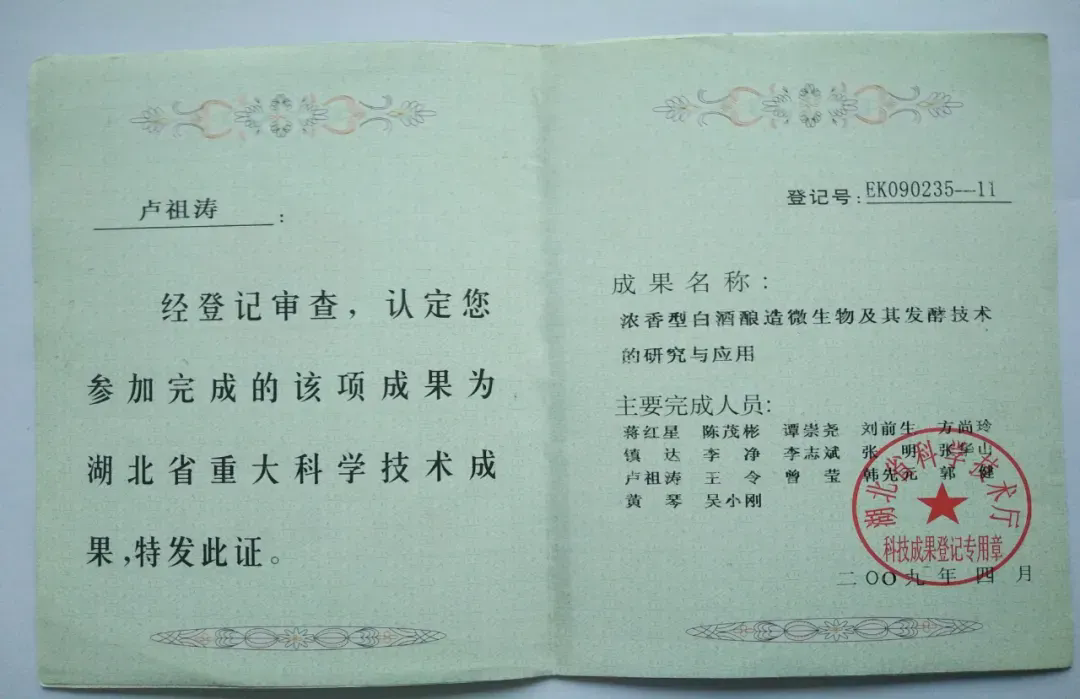 卢祖涛：
经登记审查，认定您
参加完成的该项成果为
湖北省重大科学技术成
果，特发此证。
登记号：EK090235--11
成果名称：
浓香型白酒酿造微生物及其发酵技术
的研究与应用
主要完成人员：
蒋红星 陈茂彬 谭崇尧 刘前生 方尚玲
镇达 李净 李志斌 张明 张华山
卢祖涛 王令 曾莹 韩先元 郭健
黄琴 吴小刚
湖北省科学技术厅
科技成果登记专用章
二〇〇九年四月